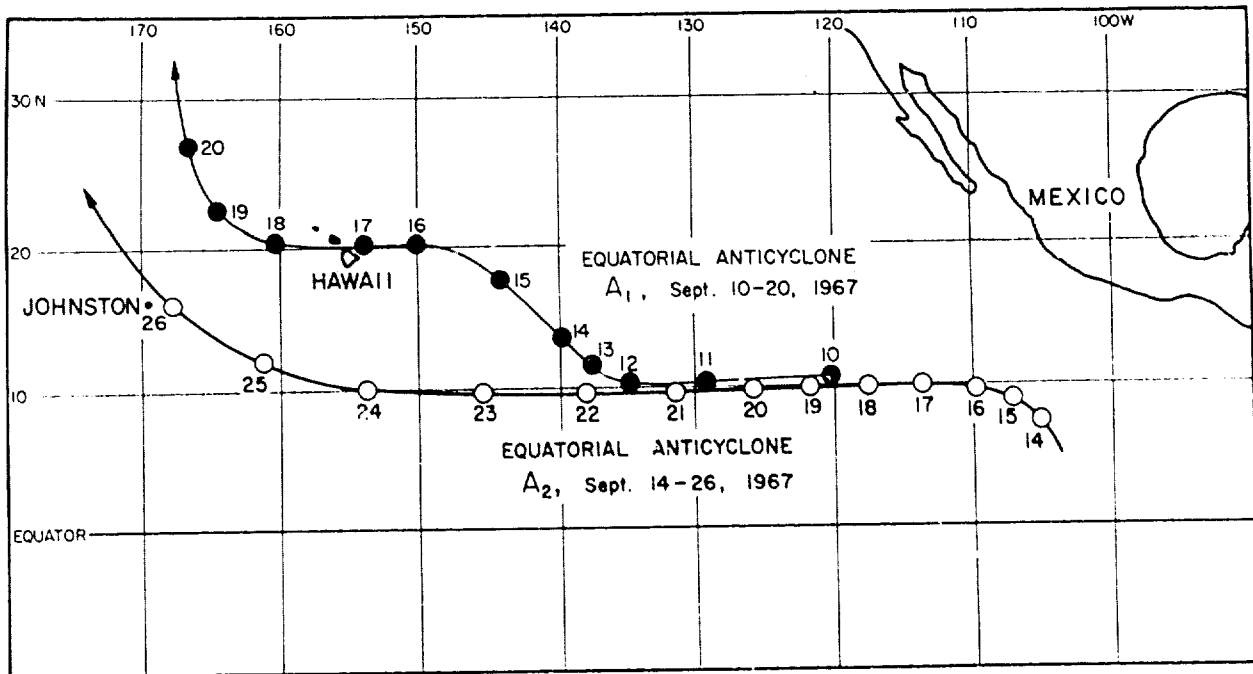 170 160 150 140 130 120 110 100W
30 N
20
19
18 17 16
MEXICO
20
HAWAII
15
EQUATORIAL ANTICYCLONE
A₁, Sept. 10-20, 1967
JOHNSTON
26
14
13
12 11 10
25
10
24 23 22 21 20 19 18 17 16 15 14
EQUATORIAL ANTICYCLONE
A₂, Sept. 14-26, 1967
EQUATOR